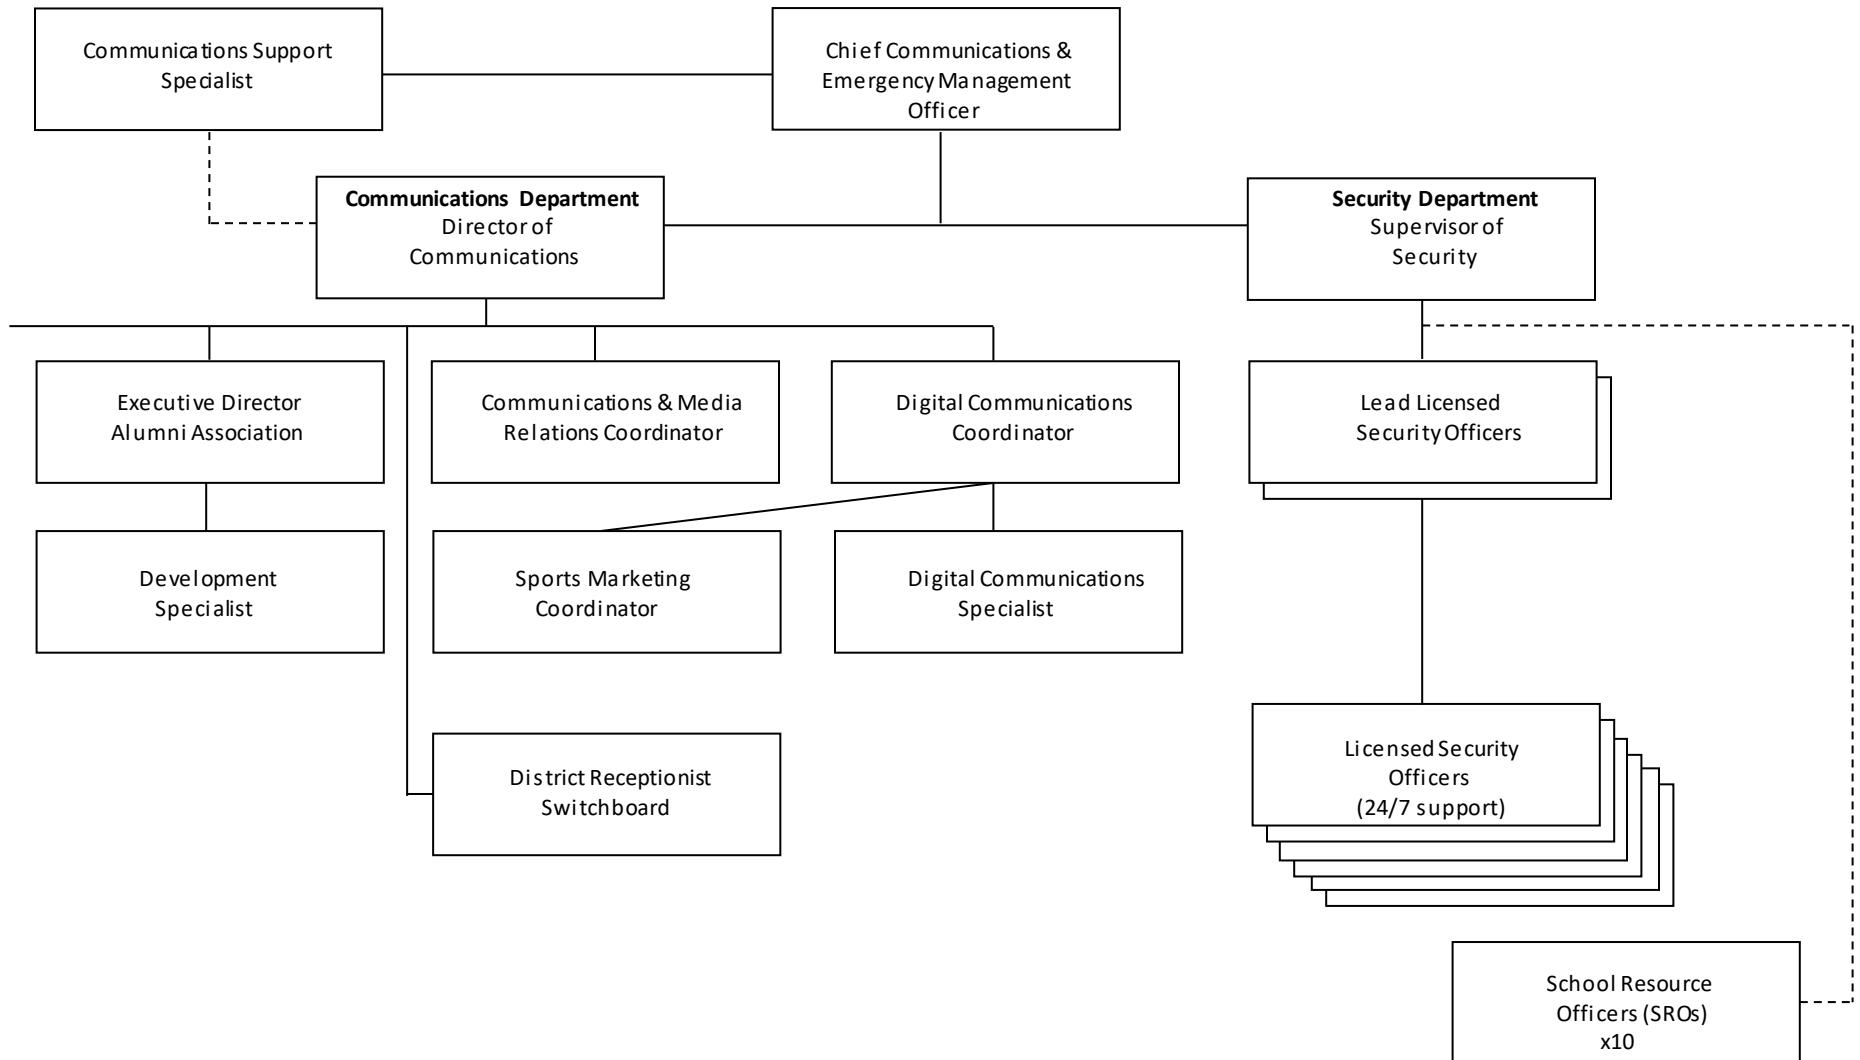 Communications Support
Specialist
Chief Communications &
Emergency Management
Officer
Communications Department
Director of
Communications
Security Department
Supervisor of
Security
Executive Director
Alumni Association
Communications & Media
Relations Coordinator
Digital Communications
Coordinator
Lead Licensed
Security Officers
Development
Specialist
Sports Marketing
Coordinator
Digital Communications
Specialist
District Receptionist
Switchboard
Licensed Security
Officers
(24/7 support)
School Resource
Officers (SROs)
x10